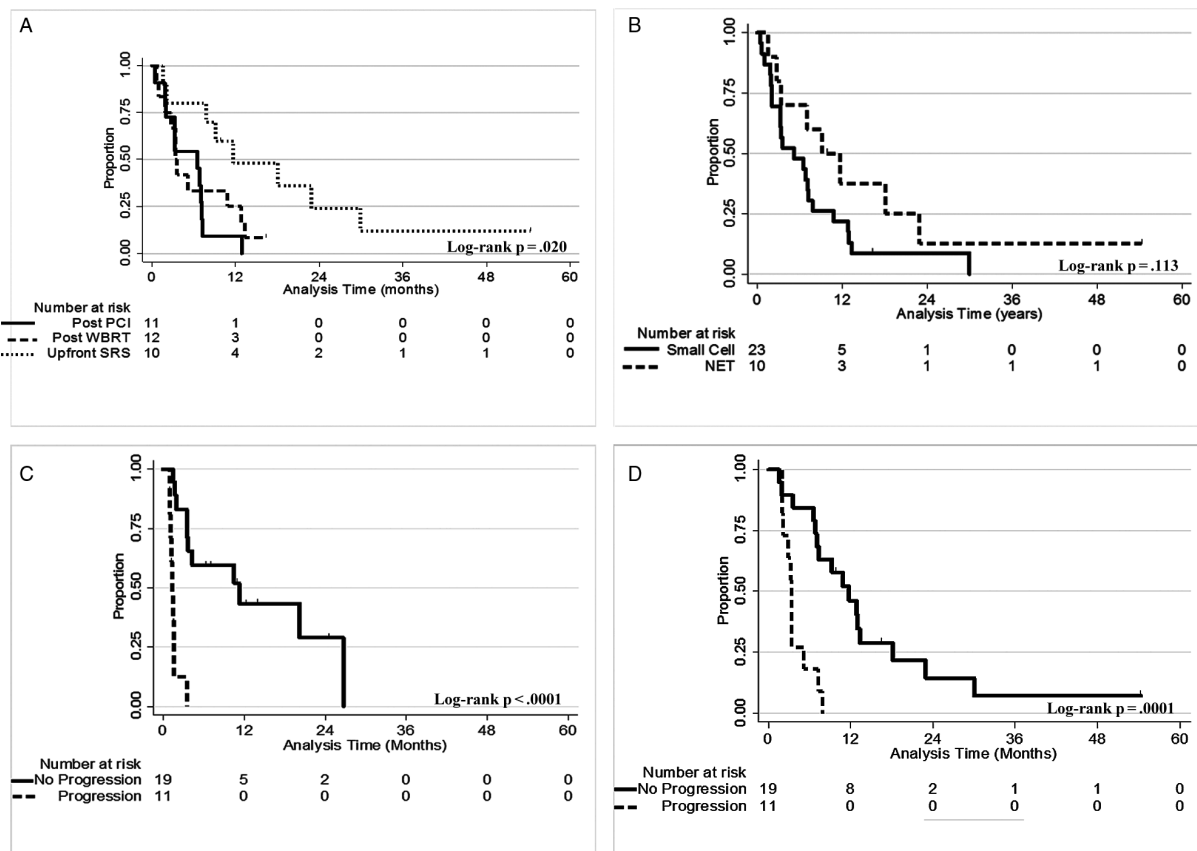 A
Proportion
1.00
0.75
0.50
0.25
0.00
Log-rank p = .020
0 12 24 36 48 60
Analysis Time (months)
Number at risk
Post PCI 11 1 0 0 0 0
Post WBRT 12 3 0 0 0 0
Upfront SRS 10 4 2 1 1 0
B
Proportion
1.00
0.75
0.50
0.25
0.00
Log-rank p = .113
0 12 24 36 48 60
Analysis Time (years)
Number at risk
Small Cell 23 5 1 0 0 0
NET 10 3 1 1 1 0
C
Proportion
1.00
0.75
0.50
0.25
0.00
Log-rank p < .0001
0 12 24 36 48 60
Analysis Time (Months)
Number at risk
No Progression 19 5 2 0 0 0
Progression 11 0 0 0 0 0
D
Proportion
1.00
0.75
0.50
0.25
0.00
Log-rank p = .0001
0 12 24 36 48 60
Analysis Time (Months)
Number at risk
No Progression 19 8 2 1 1 0
Progression 11 0 0 0 0 0